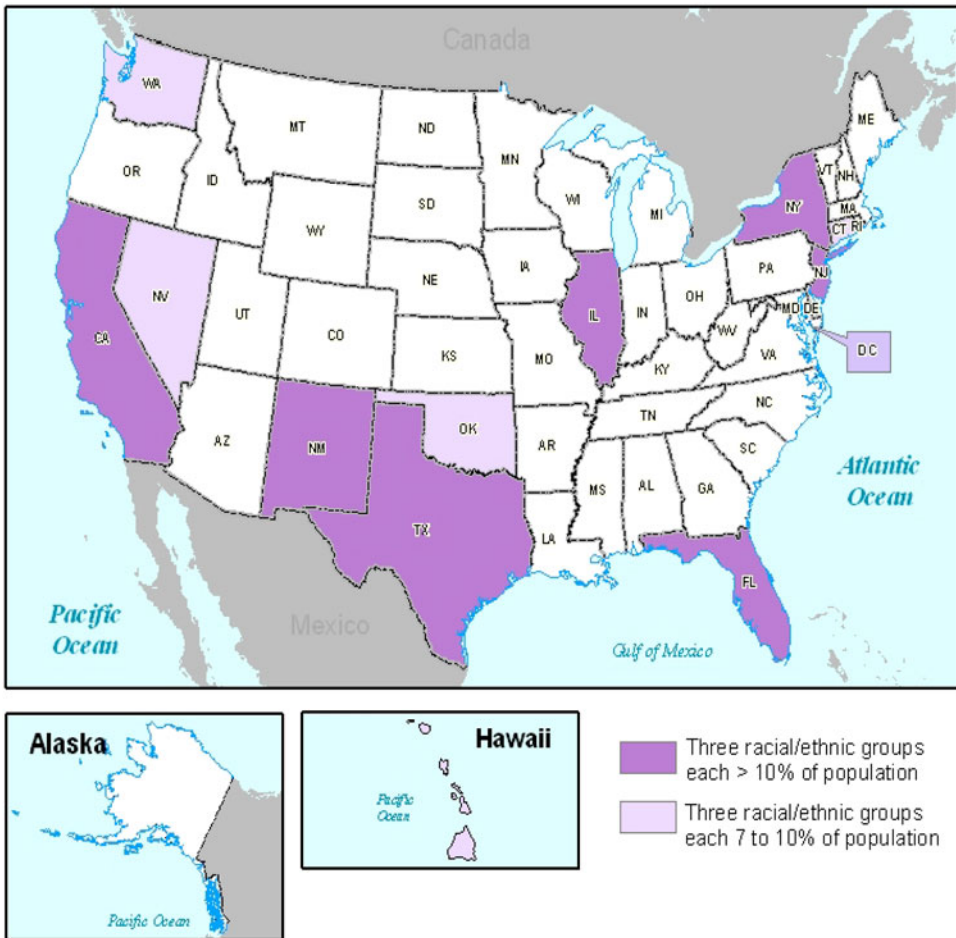 Canada
WA
MT
ND
MN
ME
OR
ID
SD
WI
MI
VT
NH
NY
MA
CT
RI
WY
IA
PA
NJ
NE
NV
UT
IL
IN
OH
MD
DE
CO
DC
CA
KS
MO
WV
VA
KY
NC
TN
AZ
NM
OK
AR
SC
Atlantic
Ocean
MS
AL
GA
TX
LA
FL
Pacific
Ocean
Mexico
Gulf of Mexico
Alaska
Pacific Ocean
Hawaii
Pacific
Ocean
Three racial/ethnic groups
each > 10% of population
Three racial/ethnic groups
each 7 to 10% of population